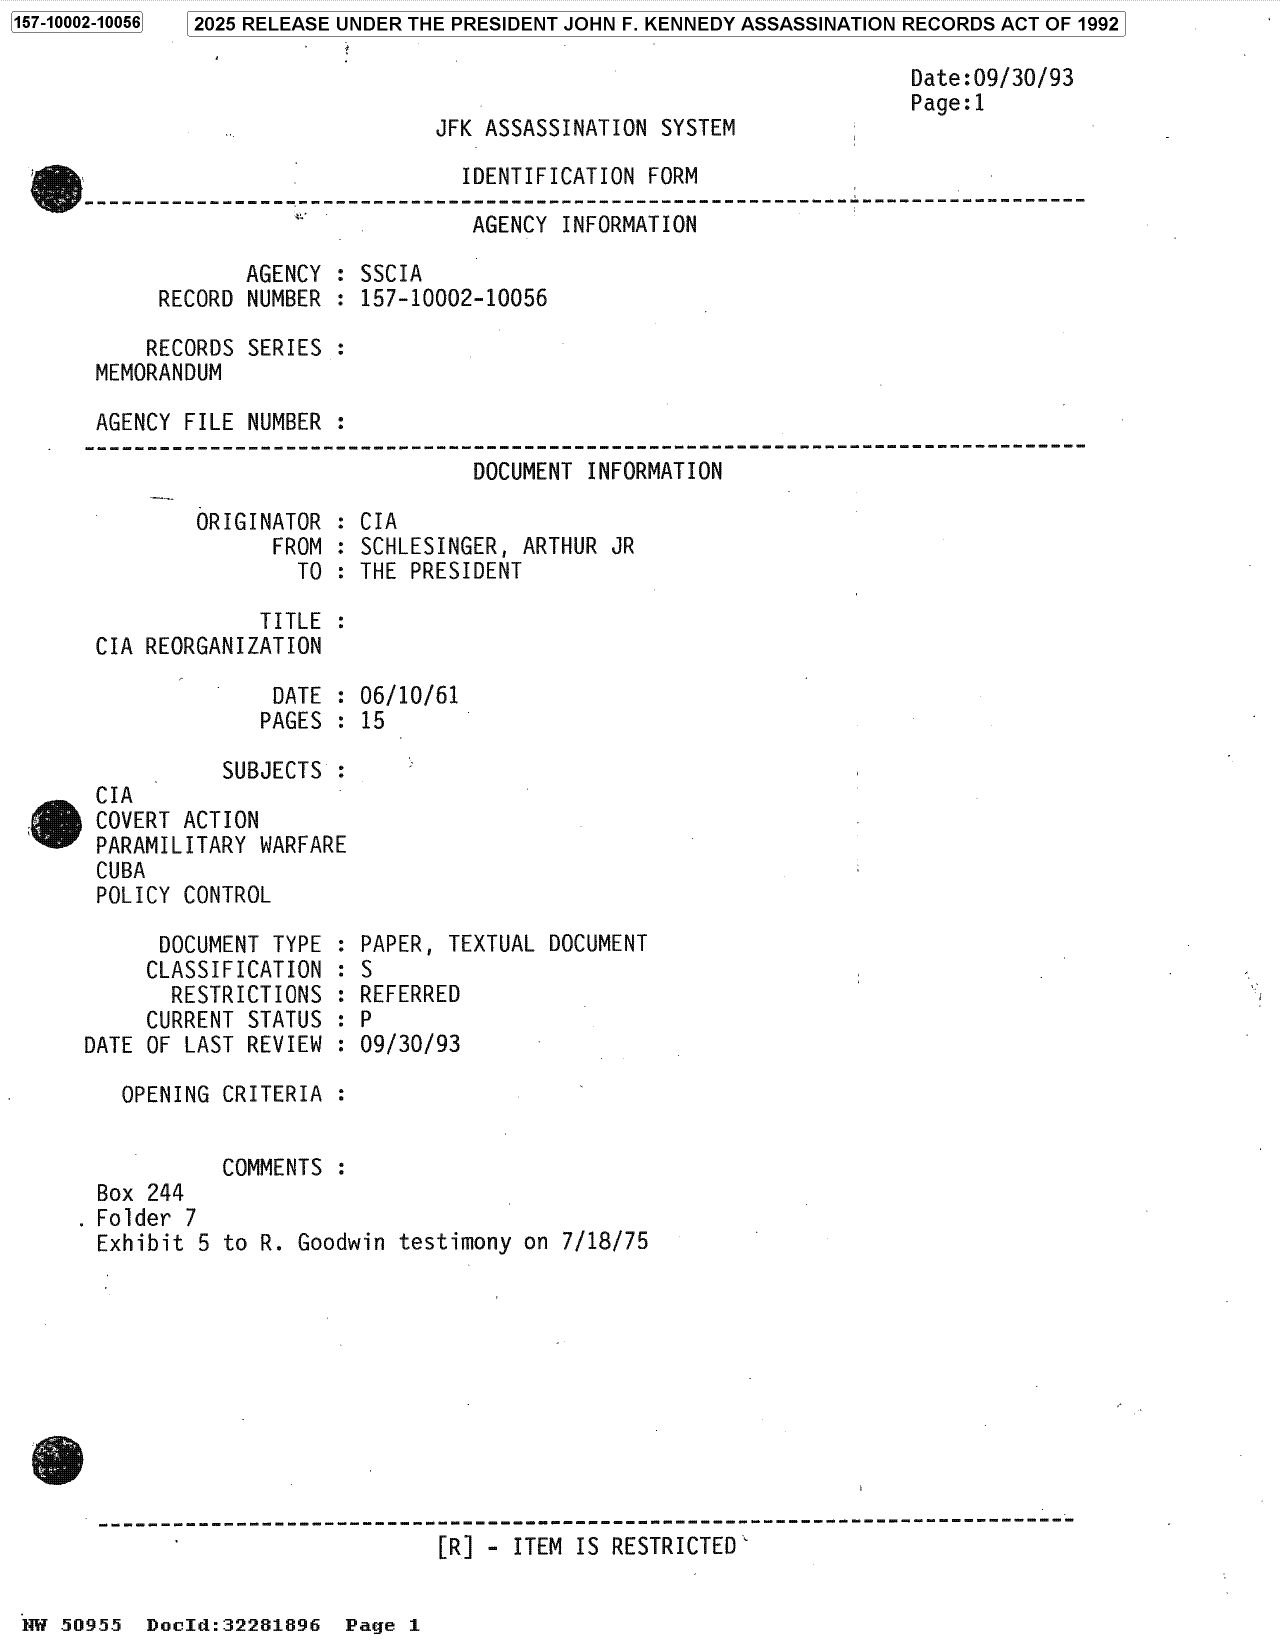 157-10002-10056
2025 RELEASE UNDER THE PRESIDENT JOHN F. KENNEDY ASSASSINATION RECORDS ACT OF 1992
Date:09/30/93
Page:1
JFK ASSASSINATION SYSTEM
IDENTIFICATION FORM
AGENCY INFORMATION
AGENCY : SSCIA
RECORD NUMBER : 157-10002-10056
RECORDS SERIES :
MEMORANDUM
AGENCY FILE NUMBER :
DOCUMENT INFORMATION
ORIGINATOR : CIA
FROM : SCHLESINGER, ARTHUR JR
TO : THE PRESIDENT
TITLE :
CIA REORGANIZATION
DATE : 06/10/61
PAGES : 15
SUBJECTS :
CIA
COVERT ACTION
PARAMILITARY WARFARE
CUBA
POLICY CONTROL
DOCUMENT TYPE : PAPER, TEXTUAL DOCUMENT
CLASSIFICATION : S
RESTRICTIONS : REFERRED
CURRENT STATUS : P
DATE OF LAST REVIEW : 09/30/93
OPENING CRITERIA :
COMMENTS :
Box 244
Folder 7
Exhibit 5 to R. Goodwin testimony on 7/18/75
[R] - ITEM IS RESTRICTED
NW 50955 DocId:32281896 Page 1